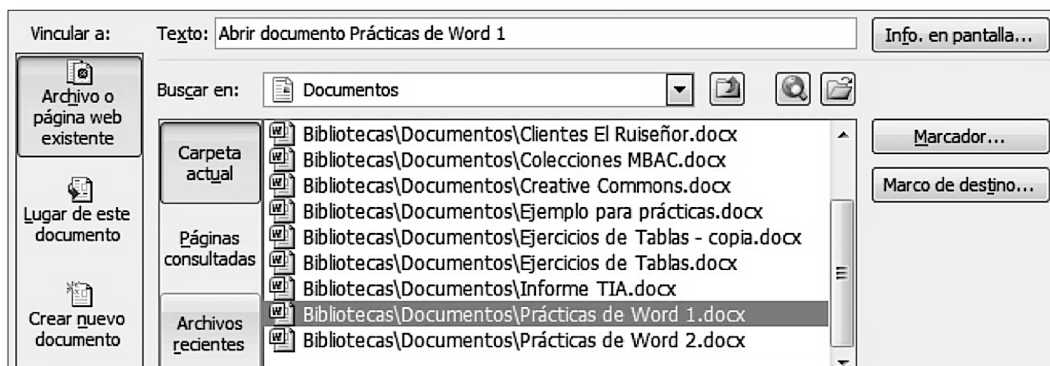 Vincular a:
Texto: Abrir documento Prácticas de Word 1
Info. en pantalla...
Archivo o
página web
existente
Buscar en: Documentos
Carpeta
actual
Bibliotecas\Documentos\Clientes El Ruiseñor.docx
Bibliotecas\Documentos\Colecciones MBAC.docx
Bibliotecas\Documentos\Creative Commons.docx
Bibliotecas\Documentos\Ejemplo para prácticas.docx
Bibliotecas\Documentos\Ejercicios de Tablas - copia.docx
Bibliotecas\Documentos\Ejercicios de Tablas.docx
Bibliotecas\Documentos\Informe TIA.docx
Bibliotecas\Documentos\Prácticas de Word 1.docx
Bibliotecas\Documentos\Prácticas de Word 2.docx
Marcador...
Marco de destino...
Lugar de este
documento
Páginas
consultadas
Crear nuevo
documento
Archivos
recientes